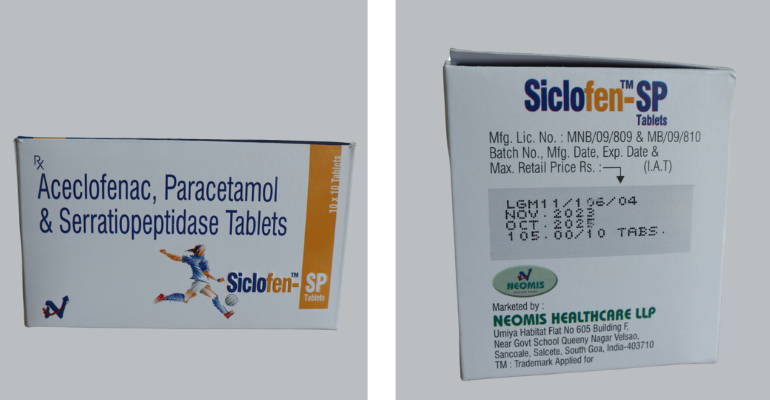 Rx
Aceclofenac, Paracetamol
& Serratiopeptidase Tablets
10 x 10 Tablets
Siclofen™-SP
Tablets
Siclofen™-SP
Tablets
Mfg. Lic. No. : MNB/09/809 & MB/09/810
Batch No., Mfg. Date, Exp. Date &
Max. Retail Price Rs. : (I.A.T)
LGM11/106/04
NOV.2023
OCT.2025
105.00/10 TABS.
NEOMIS
Marketed by :
NEOMIS HEALTHCARE LLP
Umiya Habitat Flat No 605 Building F,
Near Govt School Queeny Nagar Velsao,
Sancoale, Salcete, South Goa, India-403710
TM : Trademark Applied for